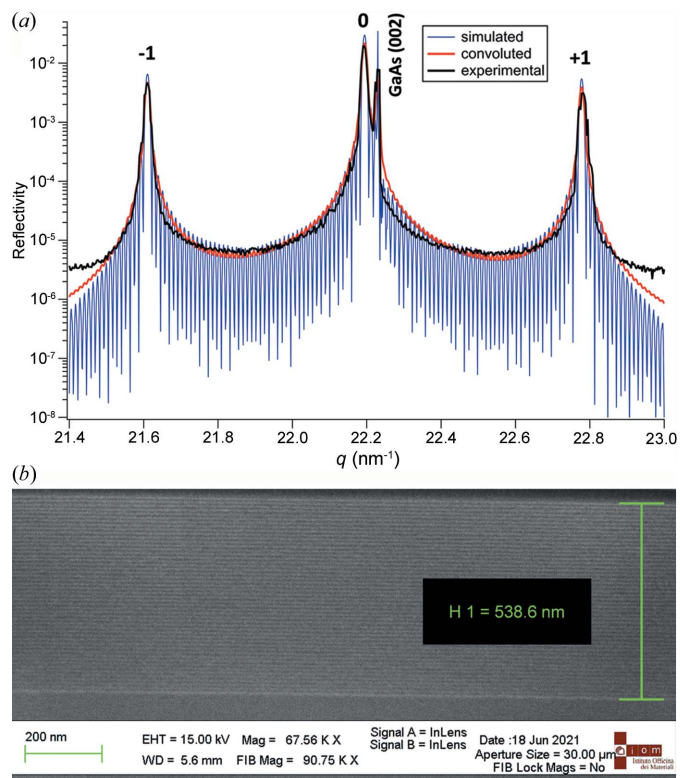 (a)
-1
0
GaAs (002)
+1
simulated
convoluted
experimental
Reflectivity
10-2
10-3
10-4
10-5
10-6
10-7
10-8
21.4 21.6 21.8 22.0 22.2 22.4 22.6 22.8 23.0
q (nm-1)
(b)
H 1 = 538.6 nm
200 nm
EHT = 15.00 kV Mag = 67.56 K X
WD = 5.6 mm FIB Mag = 90.75 K X
Signal A = InLens
Signal B = InLens
Date :18 Jun 2021
Aperture Size = 30.00 µm
FIB Lock Mags = No
iom
Istituto Officina
dei Materiali